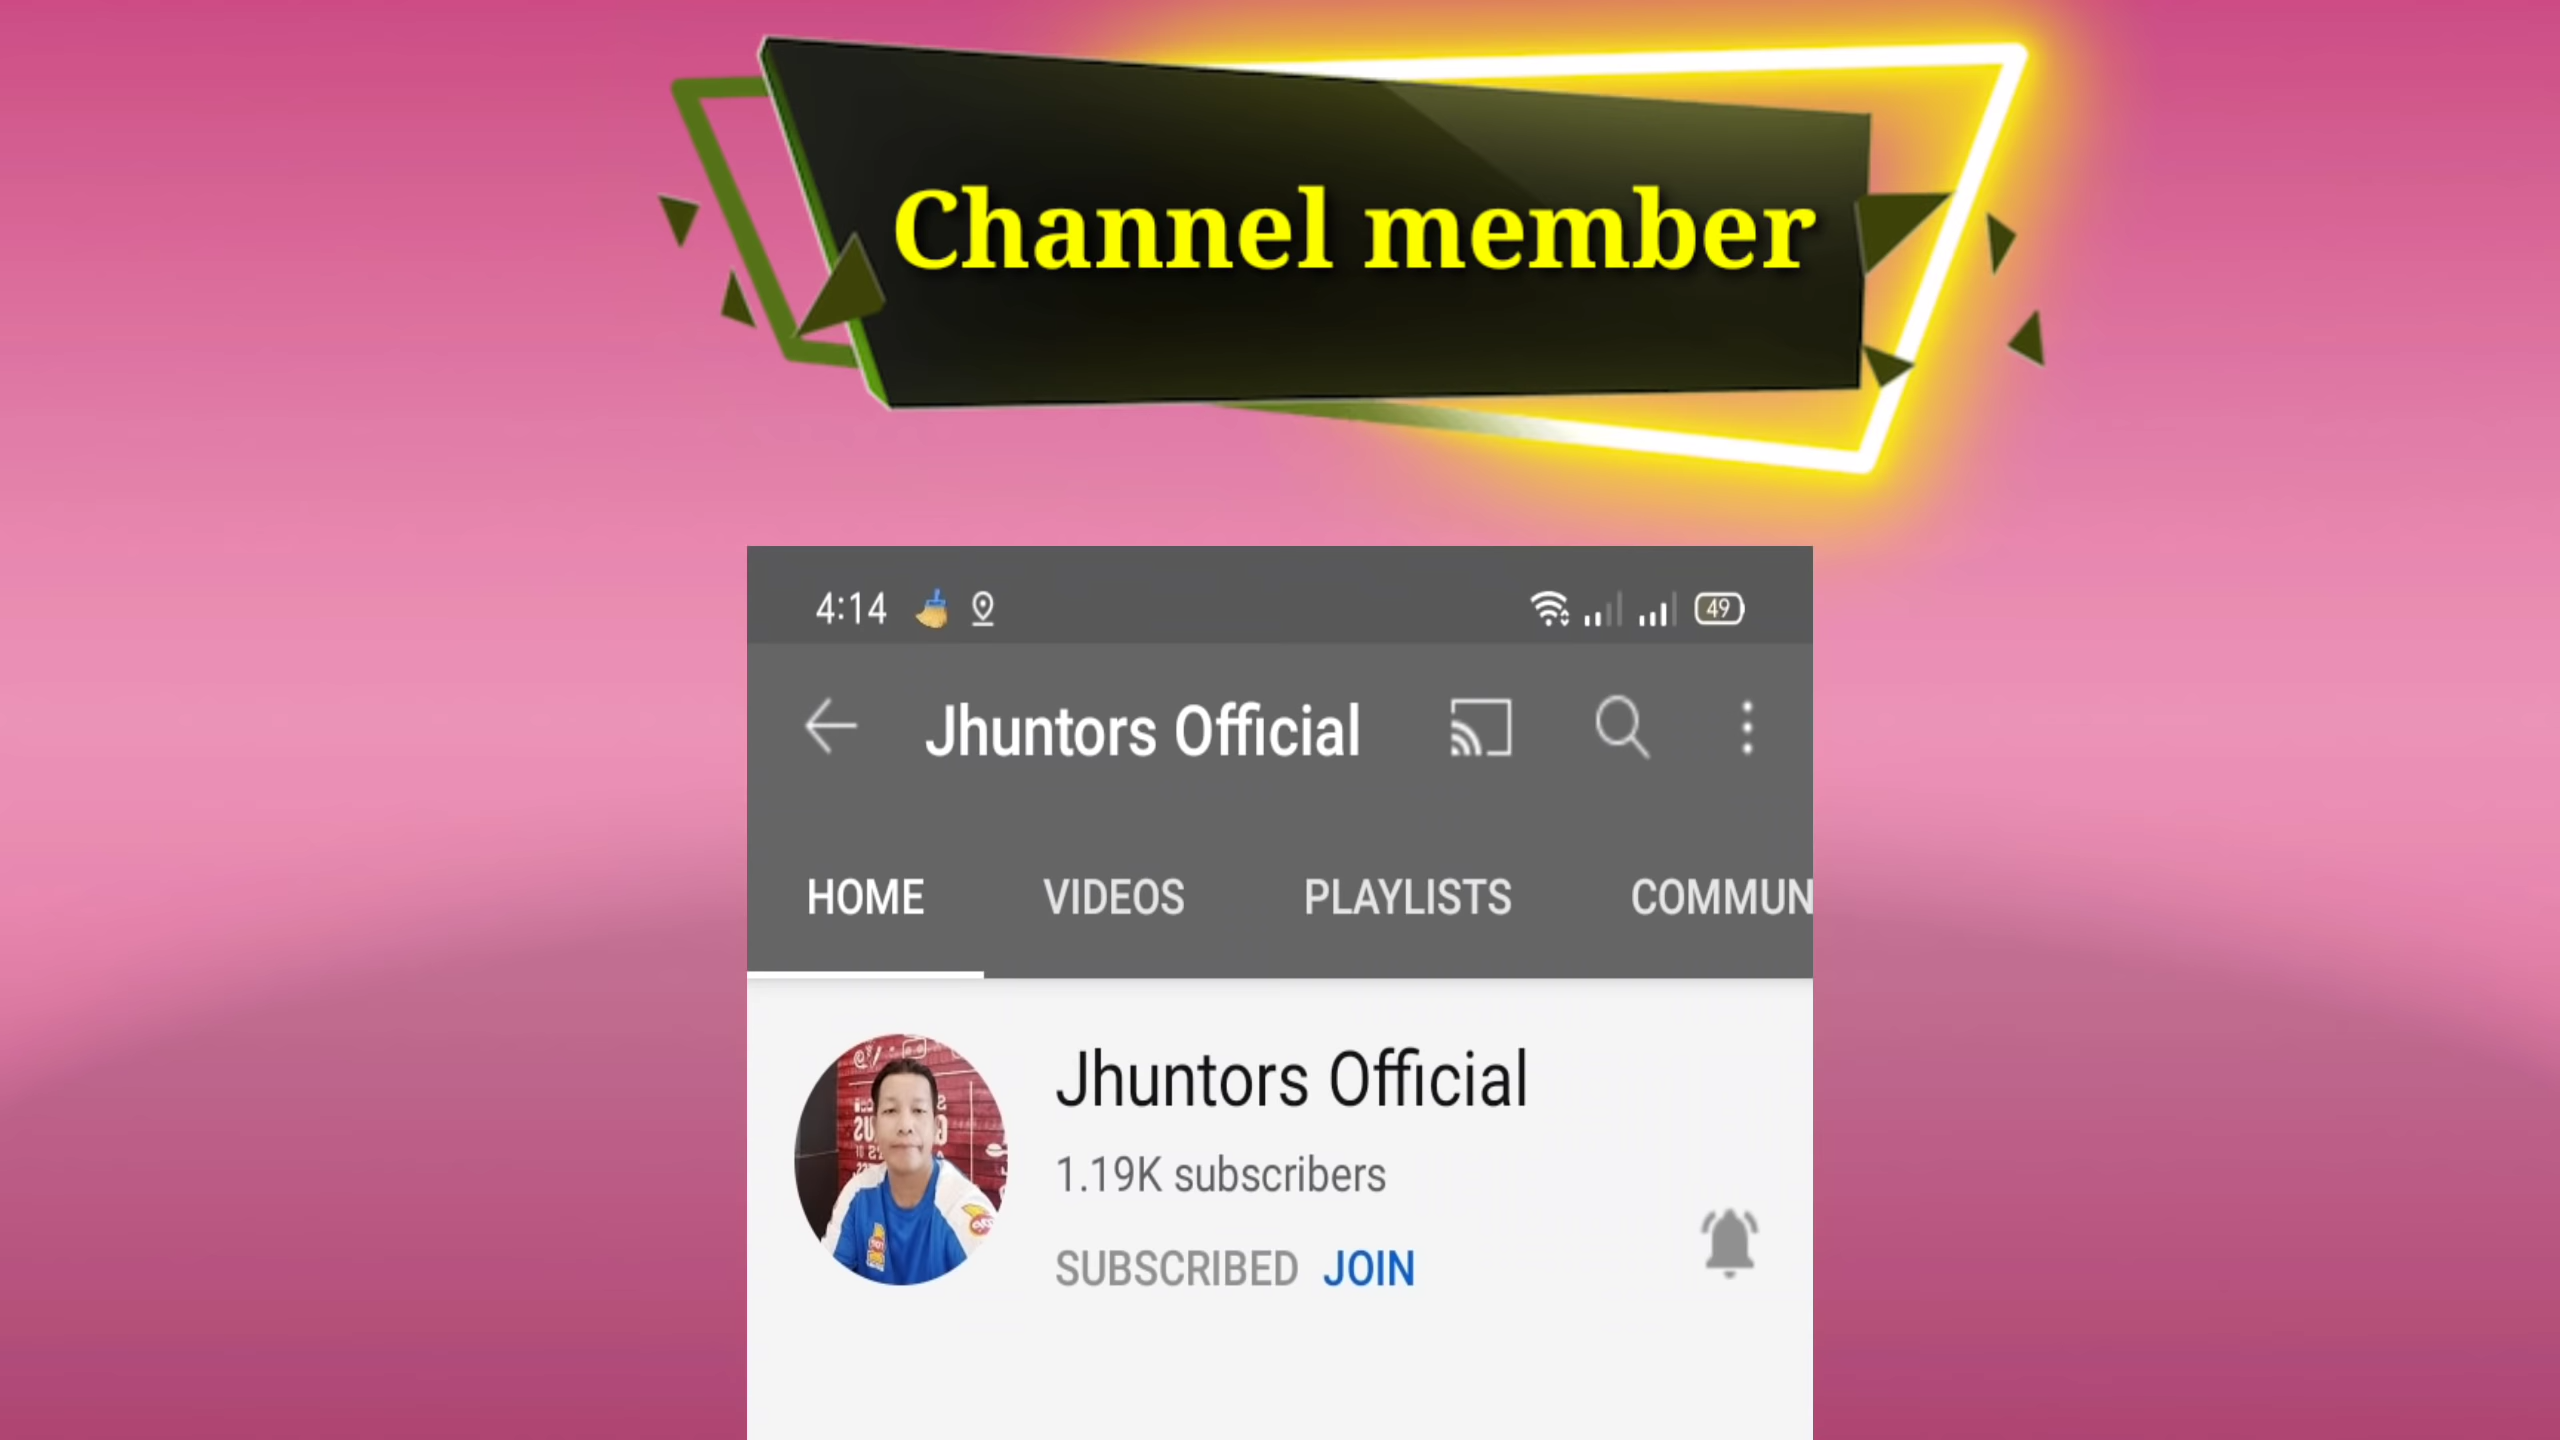 Channel member
4:14
49
Jhuntors Official
HOME VIDEOS PLAYLISTS COMMUN
Jhuntors Official
1.19K subscribers
SUBSCRIBED JOIN